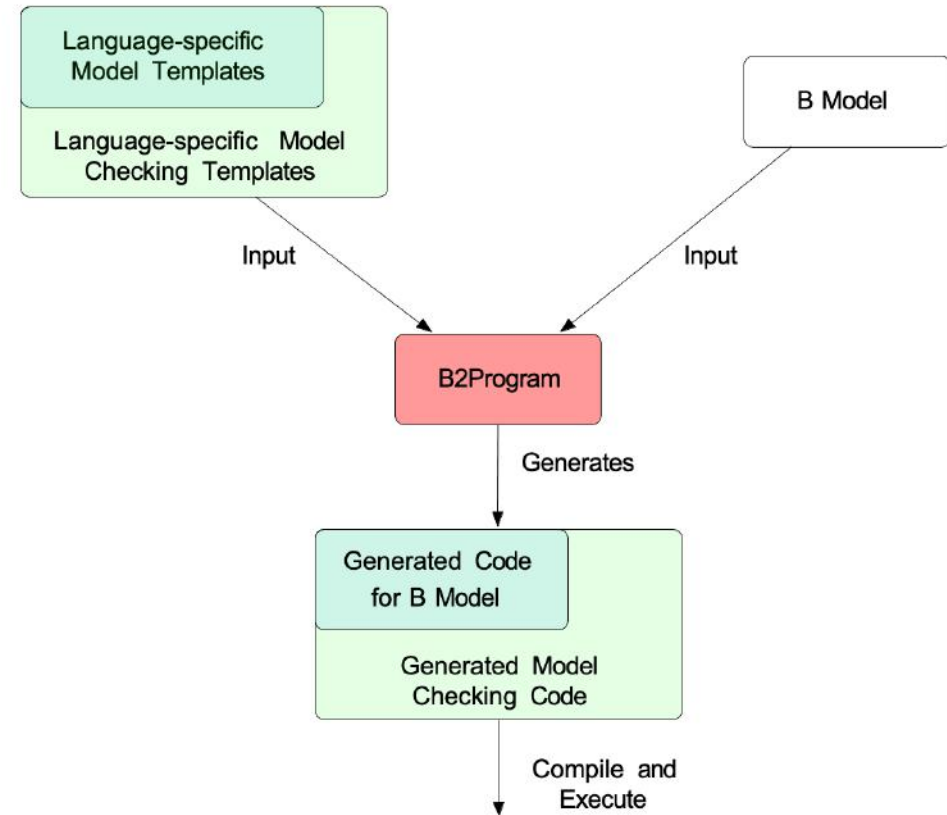 Language-specific
Model Templates
Language-specific Model
Checking Templates
B Model
Input
Input
B2Program
Generates
Generated Code
for B Model
Generated Model
Checking Code
Compile and
Execute